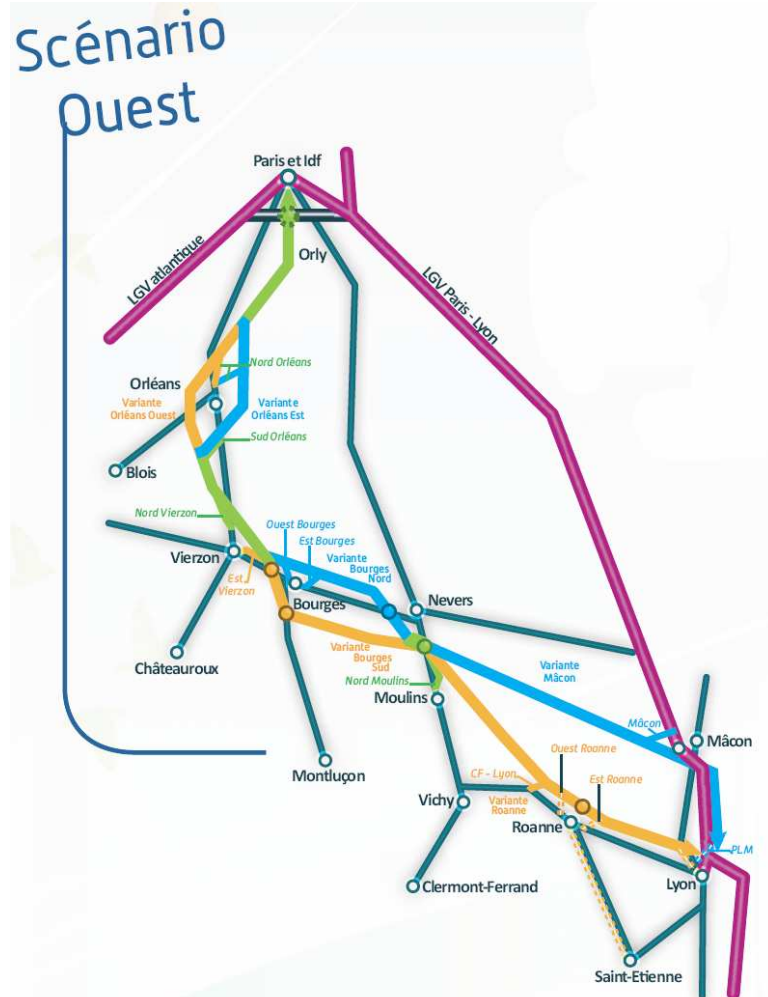 Scénario
Ouest
Paris et Idf
LGV atlantique
Orly
LGV Paris - Lyon
Nord Orléans
Orléans
Variante
Orléans Ouest
Variante
Orléans Est
Sud Orléans
Blois
Nord Vierzon
Ouest Bourges
Est Bourges
Vierzon
Variante
Bourges
Nord
Est
Vierzon
Bourges
Nevers
Variante
Bourges
Sud
Châteauroux
Nord Moulins
Variante
Mâcon
Moulins
Mâcon
Mâcon
Montluçon
Ouest Roanne
CF - Lyon
Est Roanne
Vichy
Variante
Roanne
Roanne
PLM
Clermont-Ferrand
Lyon
Saint-Etienne